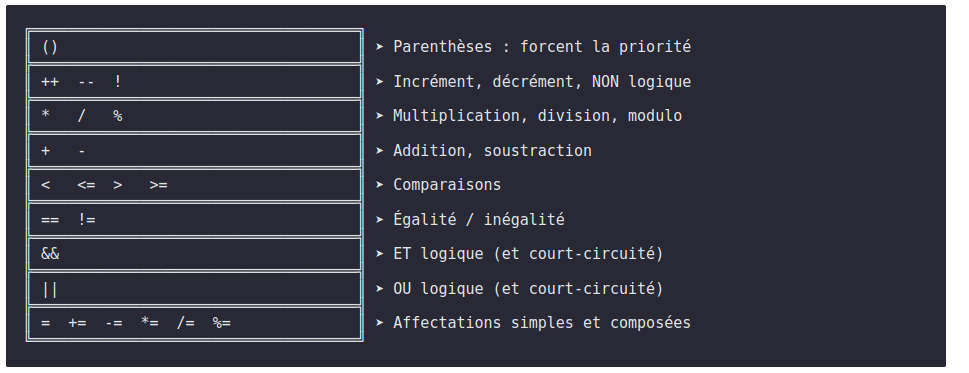 () ➤ Parenthèses : forcent la priorité
++ -- ! ➤ Incrément, décrément, NON logique
* / % ➤ Multiplication, division, modulo
+ - ➤ Addition, soustraction
< <= > >= ➤ Comparaisons
== != ➤ Égalité / inégalité
&& ➤ ET logique (et court-circuité)
|| ➤ OU logique (et court-circuité)
= += -= *= /= %= ➤ Affectations simples et composées